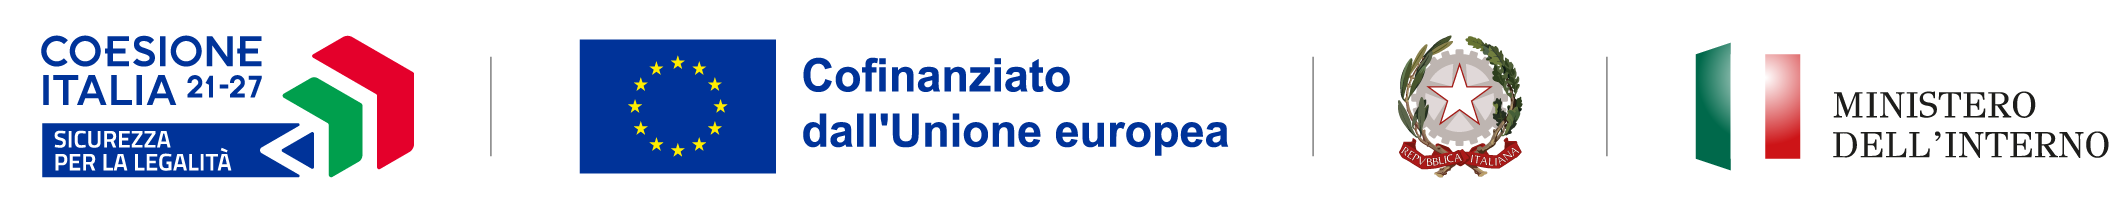 COESIONE
ITALIA 21-27
SICUREZZA
PER LA LEGALITÀ
Cofinanziato
dall'Unione europea
REPVBBLICA ITALIANA
MINISTERO
DELL'INTERNO